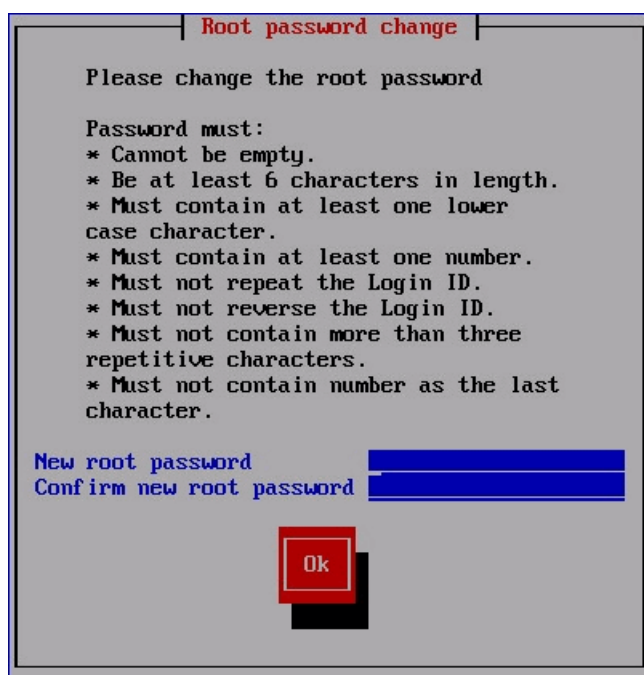 Root password change
Please change the root password
Password must:
* Cannot be empty.
* Be at least 6 characters in length.
* Must contain at least one lower
case character.
* Must contain at least one number.
* Must not repeat the Login ID.
* Must not reverse the Login ID.
* Must not contain more than three
repetitive characters.
* Must not contain number as the last
character.
New root password
Confirm new root password
Ok